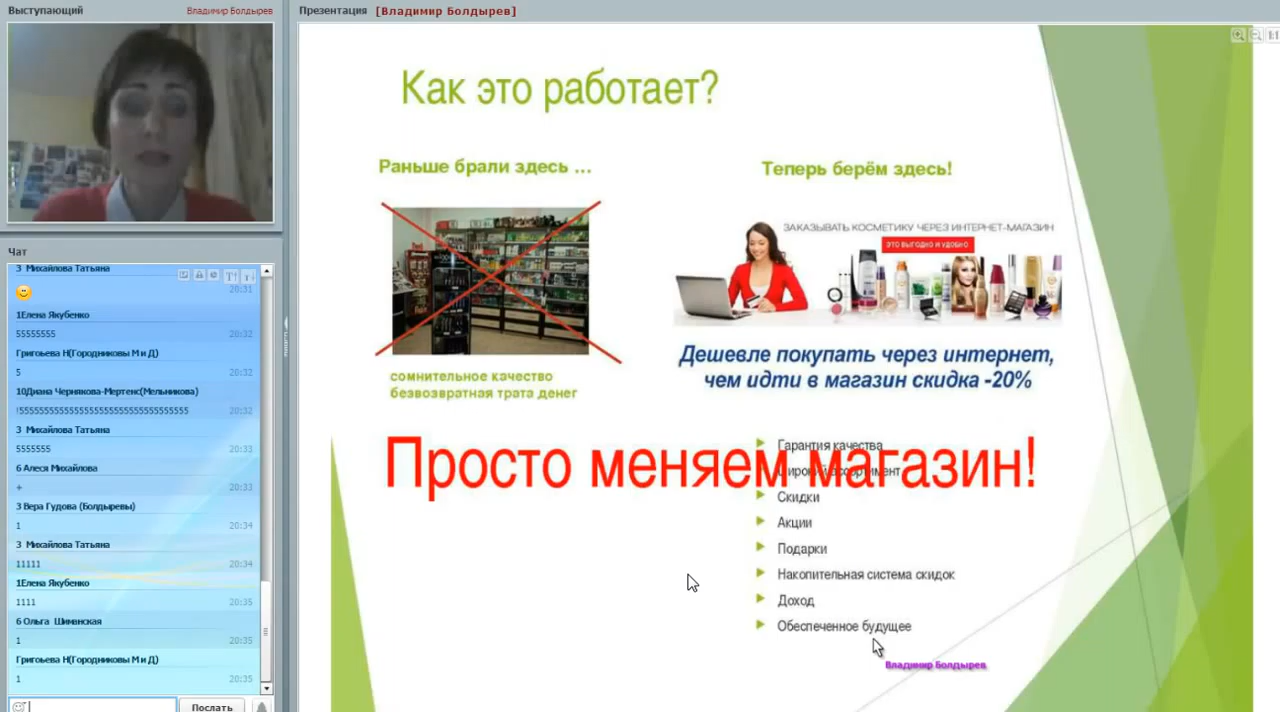 Выступающий
Владимир Болдырев
Чат
3 Михайлова Татьяна
20:31
1Елена Якубенко
55555555
20:32
Григоьева Н(Городниковы М и Д)
5
20:32
10Диана Чернякова-Мертенс(Мельникова)
20:32
3 Михайлова Татьяна
5555555
20:33
6 Алеся Михайлова
+
20:33
3 Вера Гудова (Болдыревы)
1
20:34
3 Михайлова Татьяна
11111
20:34
1Елена Якубенко
1111
20:35
6 Ольга Шиманская
1
20:35
Григоьева Н(Городниковы М и Д)
1
20:35
Послать
Презентация [Владимир Болдырев]
Как это работает?
Раньше брали здесь ...
сомнительное качество
безвозвратная трата денег
Теперь берём здесь!
ЗАКАЗЫВАТЬ КОСМЕТИКУ ЧЕРЕЗ ИНТЕРНЕТ-МАГАЗИН
ЭТО ВЫГОДНО И УДОБНО
Дешевле покупать через интернет,
чем идти в магазин скидка -20%
Просто меняем магазин!
Гарантия качества
Широкий ассортимент
Скидки
Акции
Подарки
Накопительная система скидок
Доход
Обеспеченное будущее
Владимир Болдырев